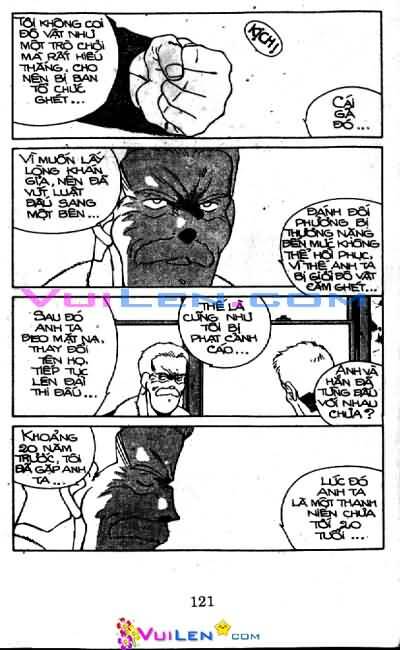 TÔI KHÔNG COI
ĐÔ VẬT NHƯ
MỘT TRÒ CHƠI
MÀ RẤT HIẾU
THẮNG, CHO
NÊN BỊ BAN
TỔ CHỨC
GHÉT...
KỊCH!
CÁI
GÃ
ĐÓ...
VÌ MUỐN LẤY
LÒNG KHÁN
GIẢ, NÊN ĐÃ
VỨT LUẬT
ĐẤU SANG
MỘT BÊN...
ĐÁNH ĐỐI
PHƯƠNG BỊ
THƯƠNG NẶNG
ĐẾN MỨC KHÔNG
THỂ HỒI PHỤC,
VÌ THẾ ANH TA
BỊ GIỚI ĐÔ VẬT
CĂM GHÉT...
VUILEN.COM
SAU ĐÓ
ANH TA
ĐEO MẶT NẠ,
THAY ĐỔI
TÊN HỌ,
TIẾP TỤC
LÊN ĐÀI
THI ĐẤU...
THẾ LÀ
CŨNG NHƯ
TÔI BỊ
PHẠT CẢNH
CÁO...
ANH VÀ
HẮN ĐÃ
TỪNG ĐẤU
VỚI NHAU
CHƯA?
KHOẢNG
20 NĂM
TRƯỚC, TÔI
ĐÃ GẶP ANH
TA...
LÚC ĐÓ
ANH TA
LÀ MỘT THANH
NIÊN CHƯA
TỚI 20
TUỔI...
121
VUILEN.COM